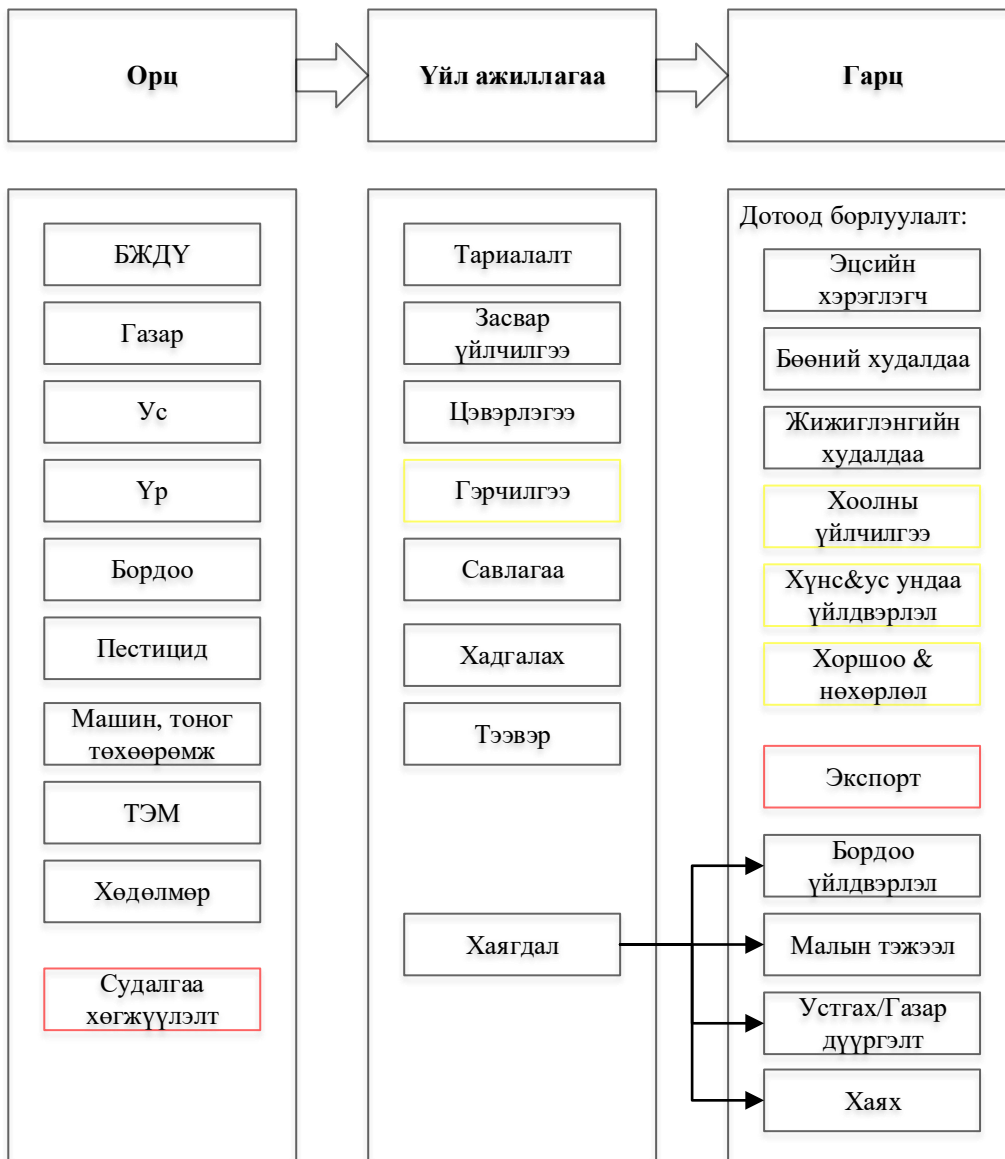 Орц
Үйл ажиллагаа
Гарц
БЖДҮ
Газар
Ус
Үр
Бордоо
Пестицид
Машин, тоног
төхөөрөмж
ТЭМ
Хөдөлмөр
Судалгаа
хөгжүүлэлт
Тариалалт
Засвар
үйлчилгээ
Цэвэрлэгээ
Гэрчилгээ
Савлагаа
Хадгалах
Тээвэр
Хаягдал
Дотоод борлуулалт:
Эцсийн
хэрэглэгч
Бөөний худалдаа
Жижиглэнгийн
худалдаа
Хоолны
үйлчилгээ
Хүнс&ус ундаа
үйлдвэрлэл
Хоршоо &
нөхөрлөл
Экспорт
Бордоо
үйлдвэрлэл
Малын тэжээл
Устгах/Газар
дүүргэлт
Хаях